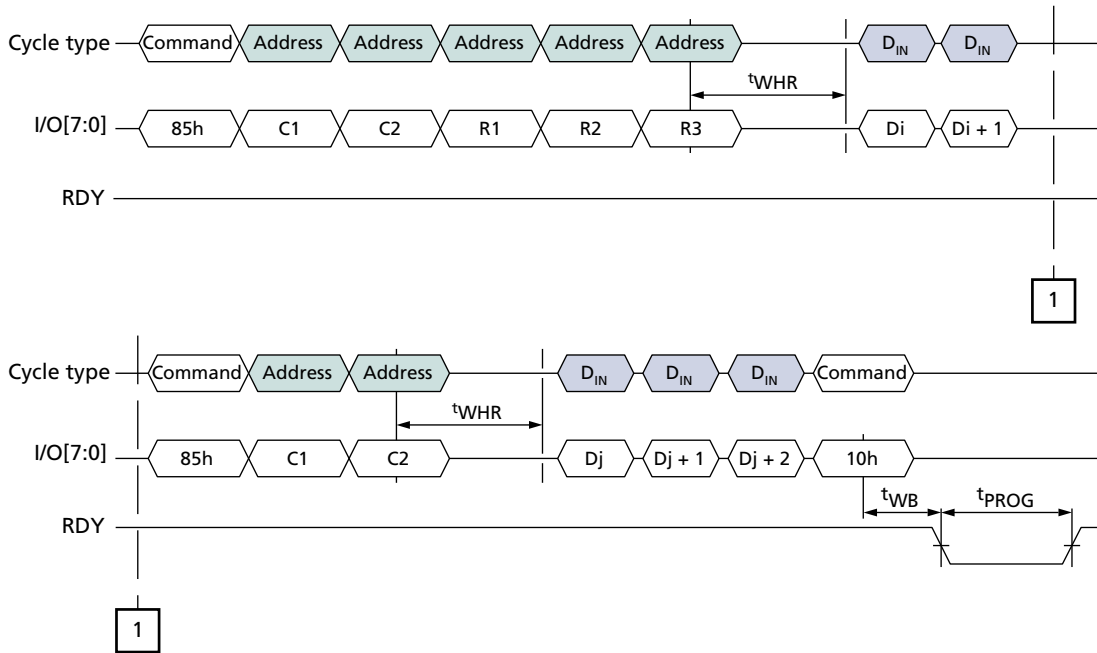 Cycle type Command Address Address Address Address Address DIN DIN
tWHR
I/O[7:0] 85h C1 C2 R1 R2 R3 Di Di + 1
RDY
1
Cycle type Command Address Address DIN DIN DIN Command
tWHR
I/O[7:0] 85h C1 C2 Dj Dj + 1 Dj + 2 10h
tWB tPROG
RDY
1